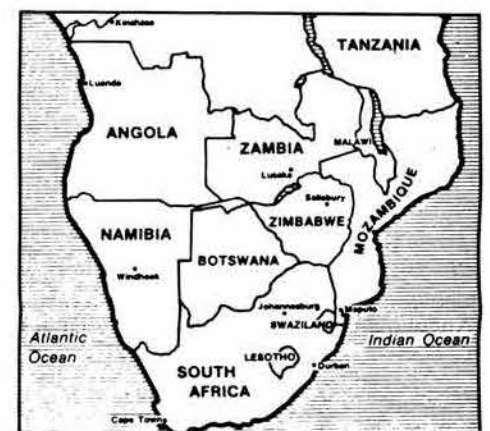 Kinshasa
TANZANIA
Luanda
ANGOLA
ZAMBIA
MALAWI
Lusaka
Salisbury
MOZAMBIQUE
ZIMBABWE
NAMIBIA
BOTSWANA
Windhoek
Johannesburg
Maputo
SWAZILAND
Atlantic
Ocean
Indian Ocean
LESOTHO
Durban
SOUTH
AFRICA
Cape Town